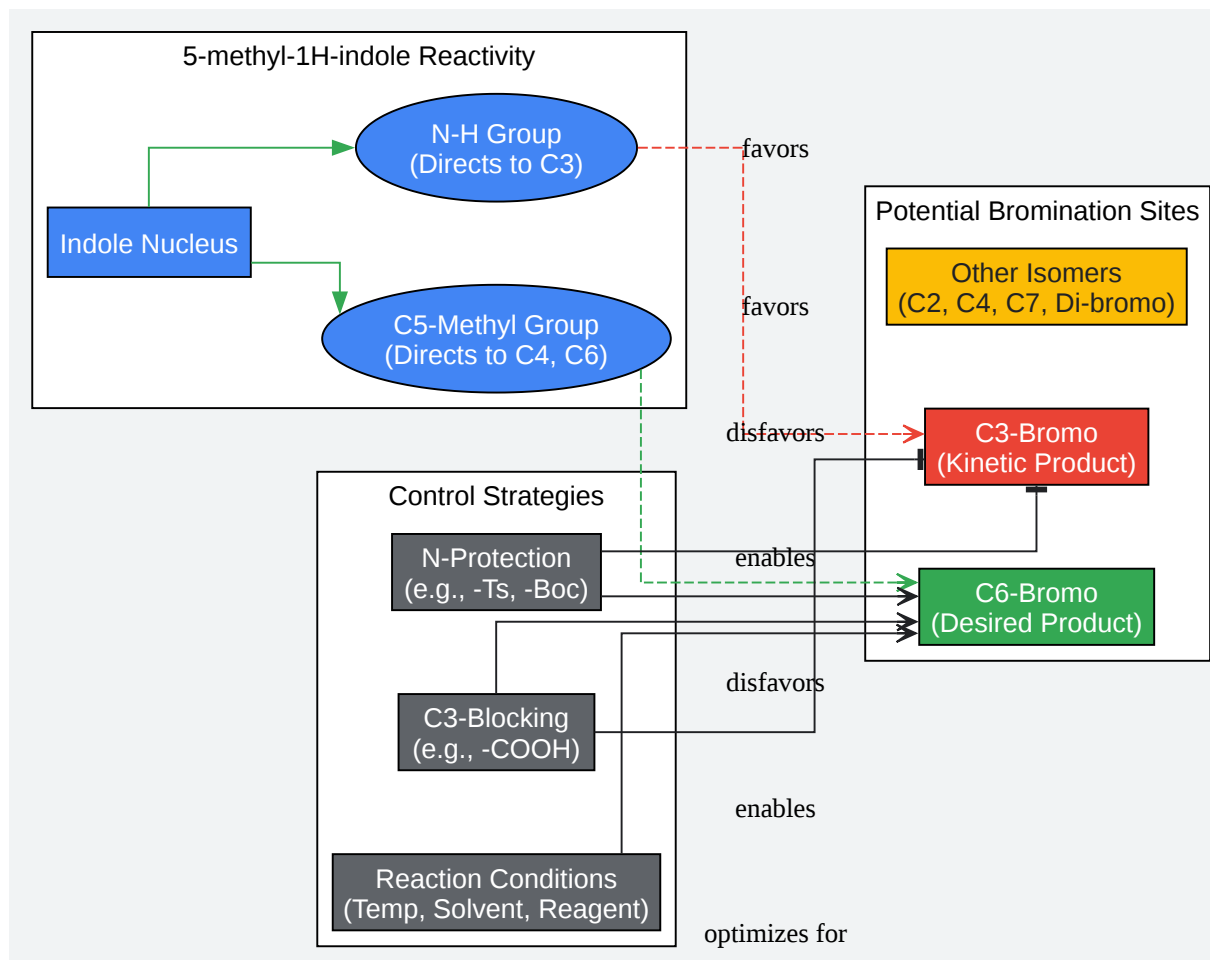 5-methyl-1H-indole Reactivity
N-H Group
(Directs to C3)
Indole Nucleus
C5-Methyl Group
(Directs to C4, C6)
favors
favors
disfavors
enables
disfavors
enables
optimizes for
Potential Bromination Sites
Other Isomers
(C2, C4, C7, Di-bromo)
C3-Bromo
(Kinetic Product)
C6-Bromo
(Desired Product)
Control Strategies
N-Protection
(e.g., -Ts, -Boc)
C3-Blocking
(e.g., -COOH)
Reaction Conditions
(Temp, Solvent, Reagent)